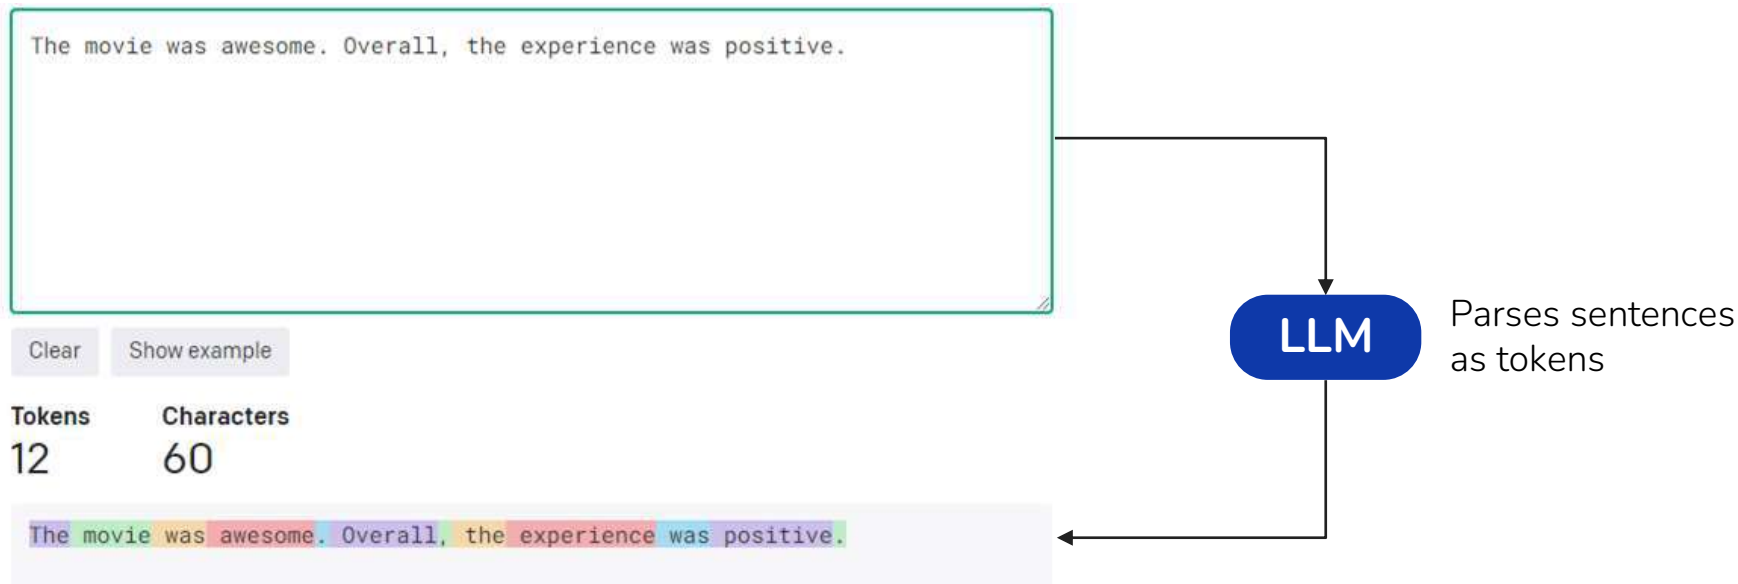 The movie was awesome. Overall, the experience was positive.
LLM
Parses sentences
as tokens
Clear
Show example
Tokens
Characters
12
60
The movie was awesome. Overall, the experience was positive.